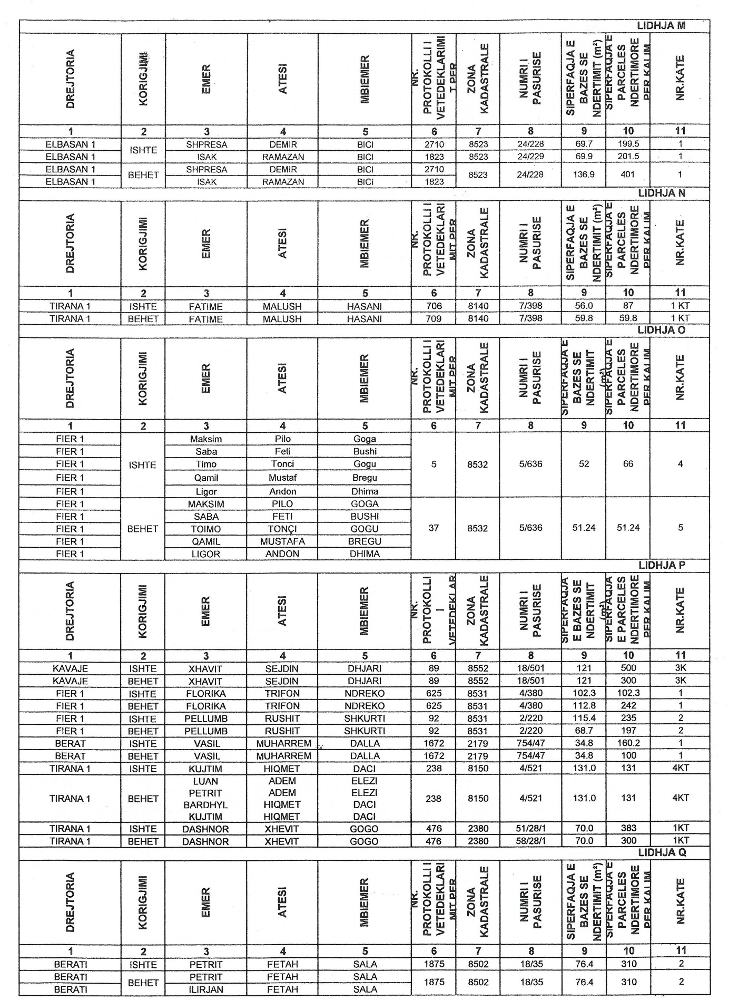 LIDHJA M
DREJTORIA KORIGJIMI EMER ATESI MBIEMER NR. PROTOKOLLI I VETEDEKLARIMI T PER ZONA KADASTRALE NUMRI I PASURISE SIPERFAQJA E BAZES SE NDERTIMIT (m²) SIPERFAQJA E PARCELES NDERTIMORE PER KALIM NR.KATE
1 2 3 4 5 6 7 8 9 10 11
ELBASAN 1 ISHTE SHPRESA DEMIR BICI 2710 8523 24/228 69.7 199.5 1
ELBASAN 1 ISAK RAMAZAN BICI 1823 8523 24/229 69.9 201.5 1
ELBASAN 1 BEHET SHPRESA DEMIR BICI 2710 8523 24/228 136.9 401 1
ELBASAN 1 ISAK RAMAZAN BICI 1823
LIDHJA N
DREJTORIA KORIGJIMI EMER ATESI MBIEMER NR. PROTOKOLLI I VETEDEKLARI MIT PER ZONA KADASTRALE NUMRI I PASURISE SIPERFAQJA E BAZES SE NDERTIMIT (m²) SIPERFAQJA E PARCELES NDERTIMORE PER KALIM NR.KATE
1 2 3 4 5 6 7 8 9 10 11
TIRANA 1 ISHTE FATIME MALUSH HASANI 706 8140 7/398 56.0 87 1 KT
TIRANA 1 BEHET FATIME MALUSH HASANI 709 8140 7/398 59.8 59.8 1 KT
LIDHJA O
DREJTORIA KORIGJIMI EMER ATESI MBIEMER NR. PROTOKOLLI I VETEDEKLARI MIT PER ZONA KADASTRALE NUMRI I PASURISE SIPERFAQJA E BAZES SE NDERTIMIT (m²) SIPERFAQJA E PARCELES NDERTIMORE PER KALIM NR.KATE
1 2 3 4 5 6 7 8 9 10 11
FIER 1 ISHTE Maksim Pilo Goga 5 8532 5/636 52 66 4
FIER 1 Saba Feti Bushi
FIER 1 Timo Tonci Gogu
FIER 1 Qamil Mustaf Bregu
FIER 1 Ligor Andon Dhima
FIER 1 BEHET MAKSIM PILO GOGA 37 8532 5/636 51.24 51.24 5
FIER 1 SABA FETI BUSHI
FIER 1 TOIMO TONÇI GOGU
FIER 1 QAMIL MUSTAFA BREGU
FIER 1 LIGOR ANDON DHIMA
LIDHJA P
DREJTORIA KORIGJIMI EMER ATESI MBIEMER NR. PROTOKOLLI I VETEDEKLAR ZONA KADASTRALE NUMRI I PASURISE SIPERFAQJA E BAZES SE NDERTIMIT (m²) SIPERFAQJA E PARCELES NDERTIMORE PER KALIM NR.KATE
1 2 3 4 5 6 7 8 9 10 11
KAVAJE ISHTE XHAVIT SEJDIN DHJARI 89 8552 18/501 121 500 3K
KAVAJE BEHET XHAVIT SEJDIN DHJARI 89 8552 18/501 121 300 3K
FIER 1 ISHTE FLORIKA TRIFON NDREKO 625 8531 4/380 102.3 102.3 1
FIER 1 BEHET FLORIKA TRIFON NDREKO 625 8531 4/380 112.8 242 1
FIER 1 ISHTE PELLUMB RUSHIT SHKURTI 92 8531 2/220 115.4 235 2
FIER 1 BEHET PELLUMB RUSHIT SHKURTI 92 8531 2/220 68.7 197 2
BERAT ISHTE VASIL MUHARREM DALLA 1672 2179 754/47 34.8 160.2 1
BERAT BEHET VASIL MUHARREM DALLA 1672 2179 754/47 34.8 100 1
TIRANA 1 ISHTE KUJTIM HIQMET DACI 238 8150 4/521 131.0 131 4KT
TIRANA 1 BEHET LUAN ADEM ELEZI 238 8150 4/521 131.0 131 4KT
PETRIT ADEM ELEZI
BARDHYL HIQMET DACI
KUJTIM HIQMET DACI
TIRANA 1 ISHTE DASHNOR XHEVIT GOGO 476 2380 51/28/1 70.0 383 1KT
TIRANA 1 BEHET DASHNOR XHEVIT GOGO 476 2380 58/28/1 70.0 300 1KT
LIDHJA Q
DREJTORIA KORIGJIMI EMER ATESI MBIEMER NR. PROTOKOLLI I VETEDEKLARI MIT PER ZONA KADASTRALE NUMRI I PASURISE SIPERFAQJA E BAZES SE NDERTIMIT (m²) SIPERFAQJA E PARCELES NDERTIMORE PER KALIM NR.KATE
1 2 3 4 5 6 7 8 9 10 11
BERATI ISHTE PETRIT FETAH SALA 1875 8502 18/35 76.4 310 2
BERATI BEHET PETRIT FETAH SALA 1875 8502 18/35 76.4 310 2
BERATI ILIRJAN FETAH SALA